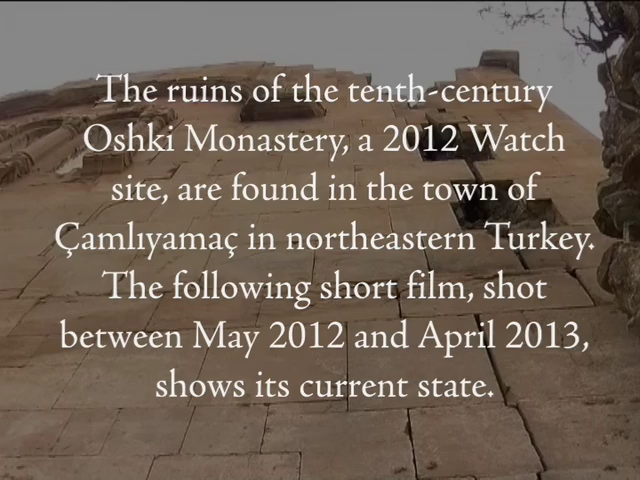 The ruins of the tenth-century
Oshki Monastery, a 2012 Watch
site, are found in the town of
Çamlıyamaç in northeastern Turkey.
The following short film, shot
between May 2012 and April 2013,
shows its current state.